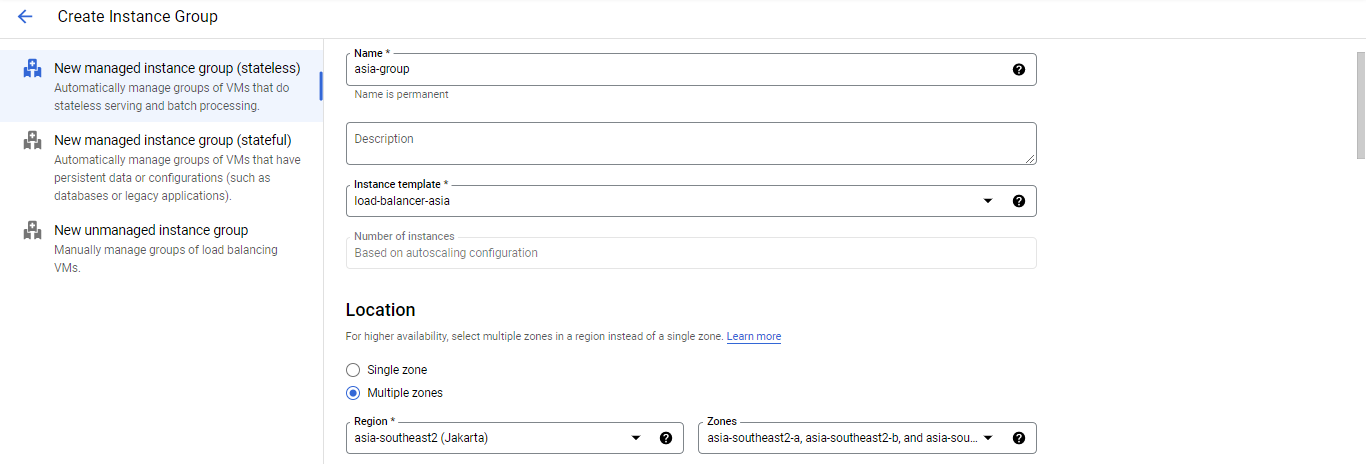 Create Instance Group
New managed instance group (stateless)
Automatically manage groups of VMs that do
stateless serving and batch processing.
New managed instance group (stateful)
Automatically manage groups of VMs that have
persistent data or configurations (such as
databases or legacy applications).
New unmanaged instance group
Manually manage groups of load balancing
VMs.
Name *
asia-group
Name is permanent
Description
Instance template *
load-balancer-asia
Number of instances
Based on autoscaling configuration
Location
For higher availability, select multiple zones in a region instead of a single zone. Learn more
Single zone
Multiple zones
Region *
asia-southeast2 (Jakarta)
Zones
asia-southeast2-a, asia-southeast2-b, and asia-sou...